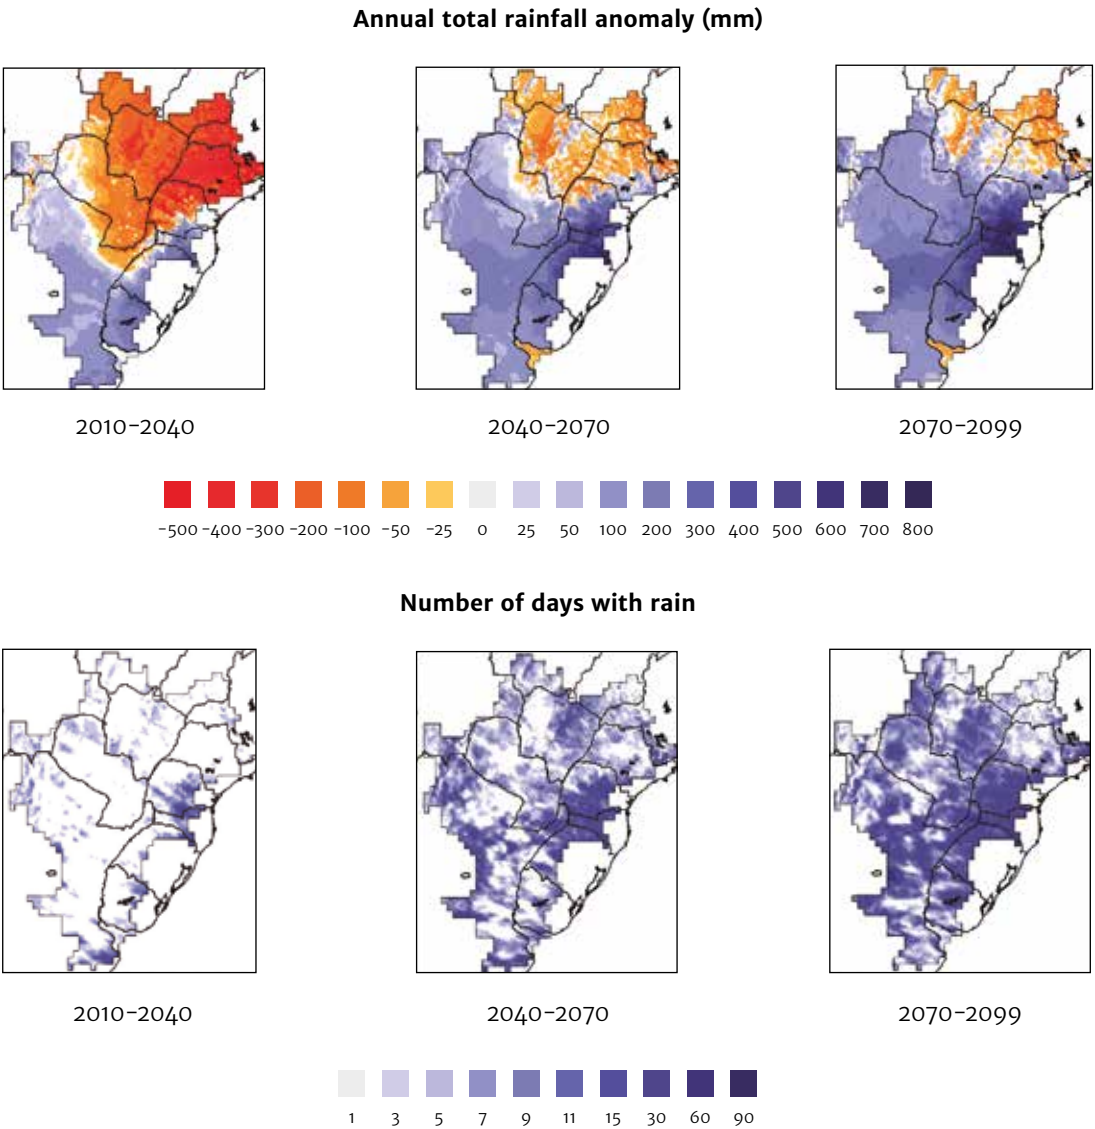 Annual total rainfall anomaly (mm)
2010-2040 2040-2070 2070-2099
-500 -400 -300 -200 -100 -50 -25 0 25 50 100 200 300 400 500 600 700 800
Number of days with rain
2010-2040 2040-2070 2070-2099
1 3 5 7 9 11 15 30 60 90